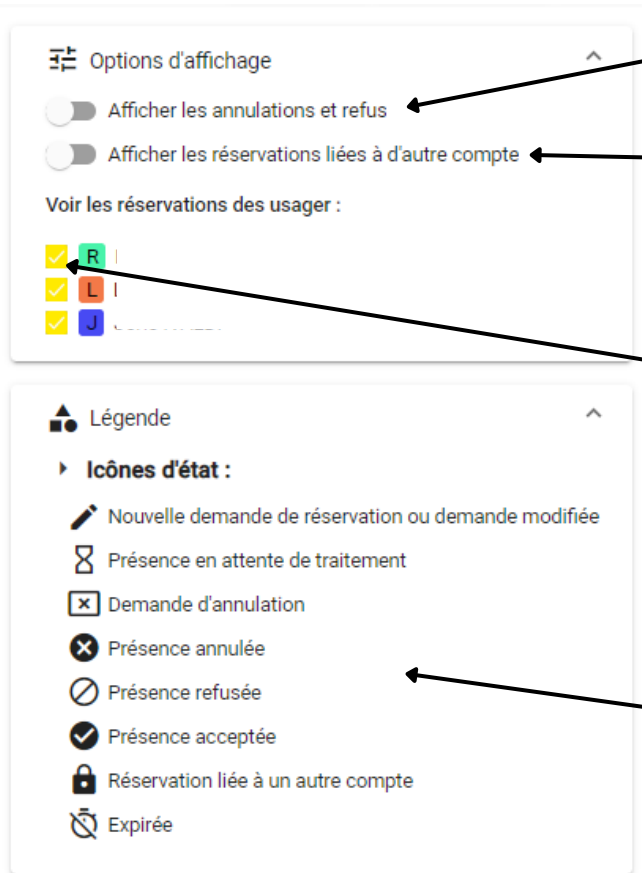 Options d'affichage
Afficher les annulations et refus
Afficher les réservations liées à d'autre compte
Voir les réservations des usager :
R
L
J
Légende
Icônes d'état :
Nouvelle demande de réservation ou demande modifiée
Présence en attente de traitement
Demande d'annulation
Présence annulée
Présence refusée
Présence acceptée
Réservation liée à un autre compte
Expirée